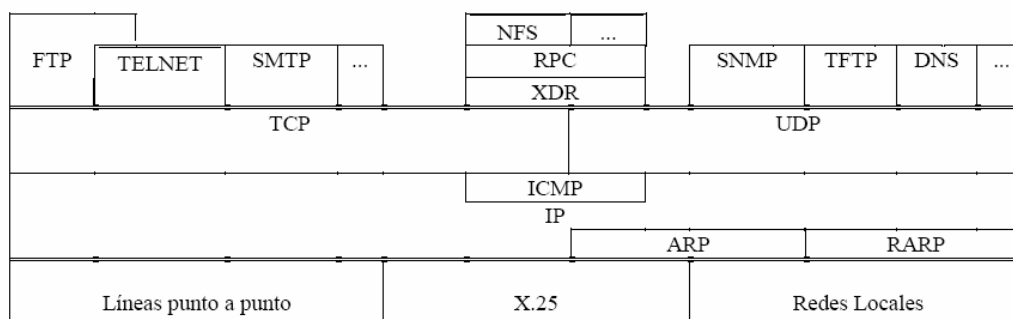 NFS ...
FTP TELNET SMTP ... RPC SNMP TFTP DNS ...
XDR
TCP UDP
ICMP
IP
ARP RARP
Líneas punto a punto X.25 Redes Locales